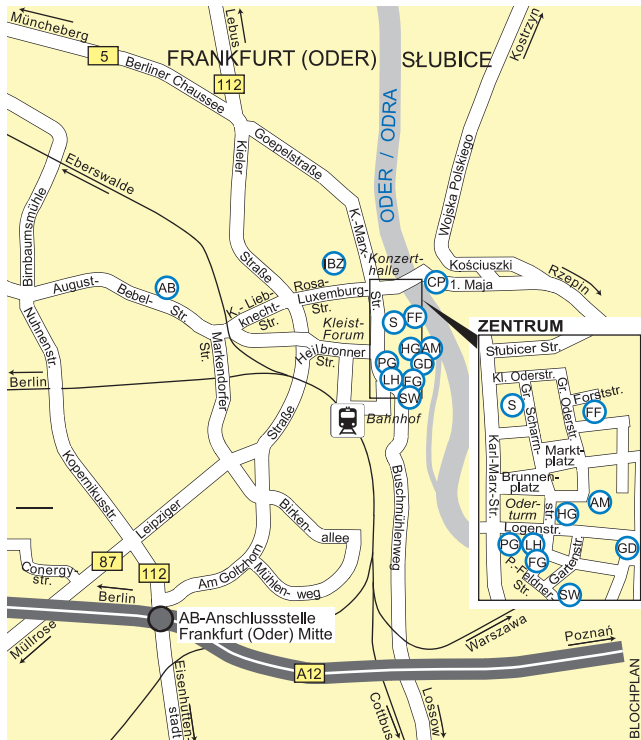 Müncheberg
Lebus
Kostrzyn
FRANKFURT (ODER)
SŁUBICE
5
Berliner Chaussee
112
Goepelstraße
Kieler
Straße
ODER / ODRA
Wojska Polskiego
Eberswalde
Birnbaumsmühle
K.-Marx-
Str.
Konzert-
halle
Kościuszki
1. Maja
Rzepin
CP
IBZ
AB
August-
Bebel-
Str.
K.- Lieb-
knecht-
Str.
Rosa-
Luxemburg-
Str.
Kleist-
Forum
S
FF
HG
AM
PG
GD
LH
FG
SW
Nuhnenstr.
Markendorfer
Str.
Heilbronner
Str.
Berlin
Bahnhof
Kopernikusstr.
Leipziger
Straße
Buschmühlenweg
Birken-
allee
Conergy-
str.
87
112
Am Goltzhorn
Mühlen-
weg
Berlin
AB-Anschlussstelle
Frankfurt (Oder) Mitte
Müllrose
Eisenhütten-
stadt
A12
Cottbus
Lossow
Warszawa
Poznań
ZENTRUM
Słubicer Str.
Kl. Oderstr.
S
Gr. Scharrn-
str.
Gr. Oderstr.
Forststr.
FF
Karl-Marx-Str.
Markt-
platz
Brunnen-
platz
Oder-
turm
HG
AM
Logenstr.
PG
LH
FG
GD
P.-Feldner-
Str.
Gartenstr.
SW
BLOCHPLAN